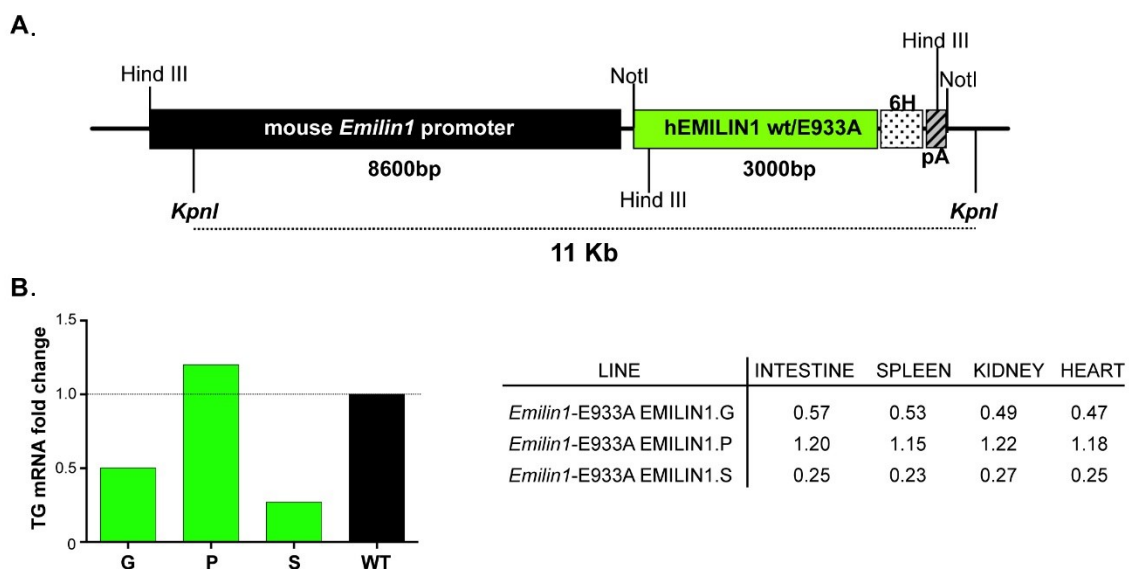 A.
Hind III
Hind III
NotI
NotI
mouse Emilin1 promoter
hEMILIN1 wt/E933A
6H
pA
8600bp
3000bp
Hind III
KpnI
KpnI
11 Kb
B.
TG mRNA fold change
1.5
1.0
0.5
0
G P S WT
LINE INTESTINE SPLEEN KIDNEY HEART
Emilin1-E933A EMILIN1.G 0.57 0.53 0.49 0.47
Emilin1-E933A EMILIN1.P 1.20 1.15 1.22 1.18
Emilin1-E933A EMILIN1.S 0.25 0.23 0.27 0.25